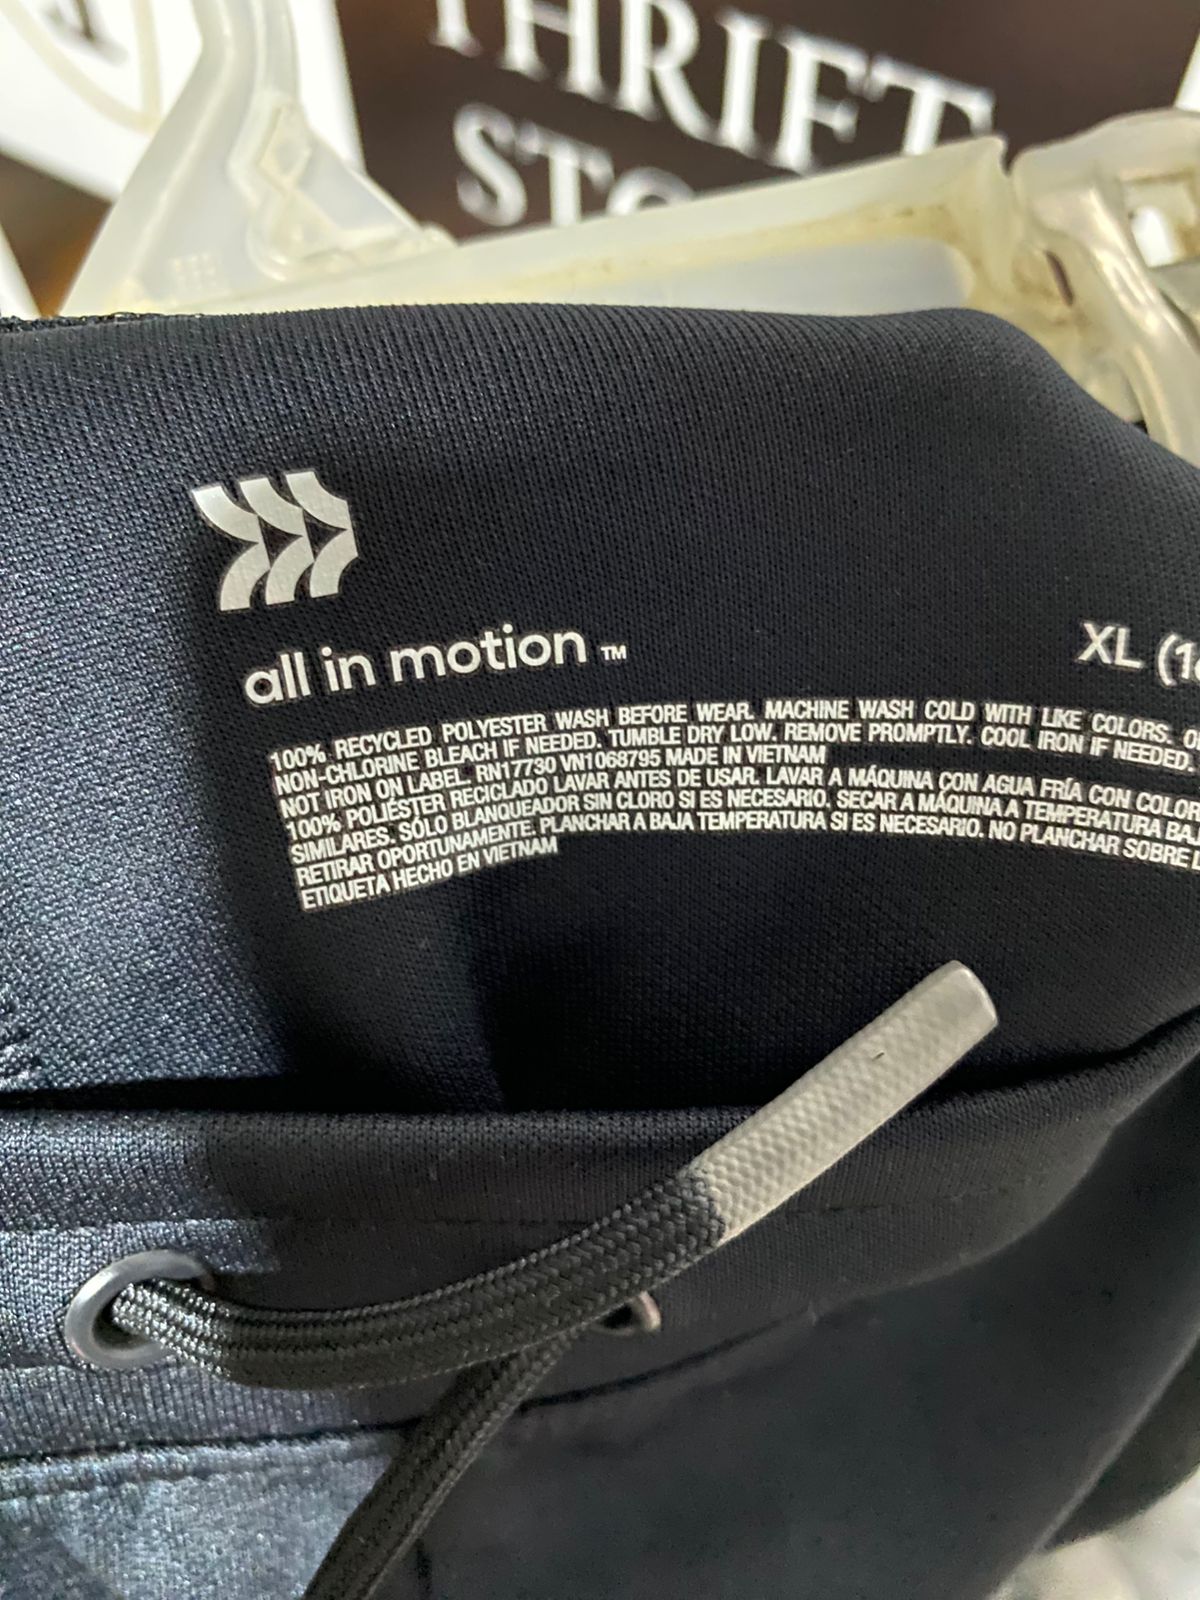 THRIFT
all in motion™
XL
100% RECYCLED POLYESTER WASH BEFORE WEAR. MACHINE WASH COLD WITH LIKE COLORS.
NON-CHLORINE BLEACH IF NEEDED. TUMBLE DRY LOW. REMOVE PROMPTLY. COOL IRON IF NEEDED.
NOT IRON ON LABEL. RN17730 VN1068795 MADE IN VIETNAM
100% POLIÉSTER RECICLADO LAVAR ANTES DE USAR. LAVAR A MÁQUINA CON AGUA FRÍA CON
SIMILARES. SÓLO BLANQUEADOR SIN CLORO SI ES NECESARIO. SECAR A MÁQUINA A TEMPERATURA
RETIRAR OPORTUNAMENTE. PLANCHAR A BAJA TEMPERATURA SI ES NECESARIO. NO PLANCHAR SOBRE
ETIQUETA HECHO EN VIETNAM